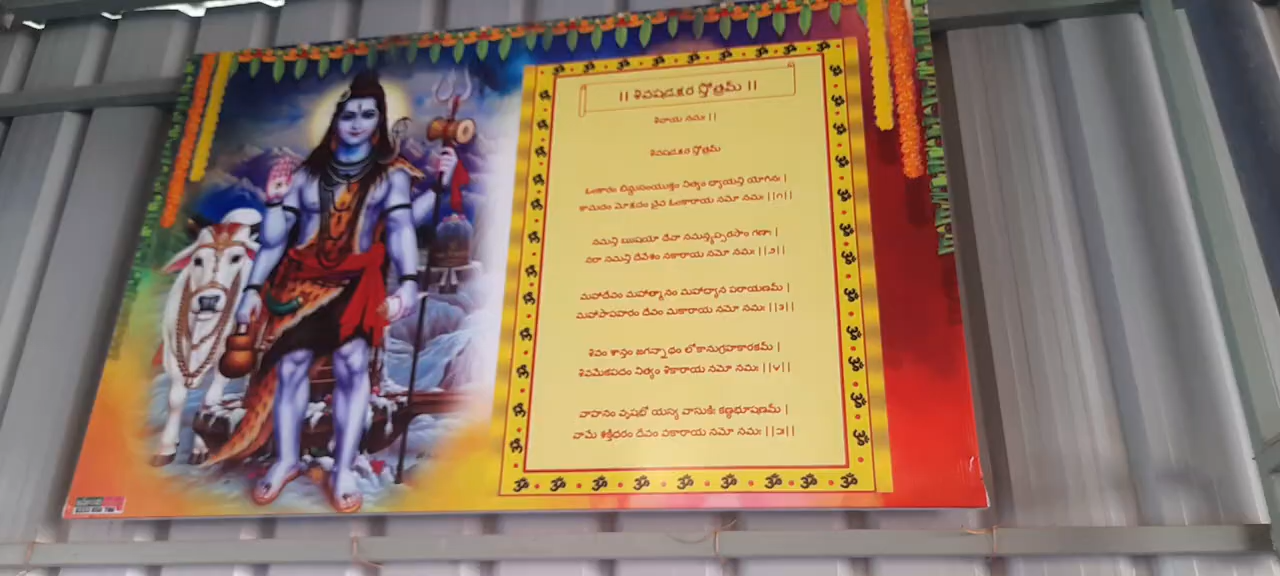 || శివషడక్షర స్తోత్రమ్ ||
శివాయ నమః ||
శివషడక్షర స్తోత్రమ్
ఓంకారం బిన్దుసంయుక్తం నిత్యం ధ్యాయన్తి యోగినః |
కామదం మోక్షదం చైవ ఓంకారాయ నమో నమః ||౧||
నమన్తి ఋషయో దేవా నమన్త్యప్సరసాం గణాః |
నరా నమన్తి దేవేశం నకారాయ నమో నమః ||౨||
మహాదేవం మహాత్మానం మహాధ్యాన పరాయణమ్ |
మహాపాపహరం దేవం మకారాయ నమో నమః ||౩||
శివం శాన్తం జగన్నాథం లోకానుగ్రహకారకమ్ |
శివమేకపదం నిత్యం శికారాయ నమో నమః ||౪||
వాహనం వృషభో యస్య వాసుకిః కణ్ఠభూషణమ్ |
వామే శక్తిధరం దేవం వకారాయ నమో నమః ||౫||